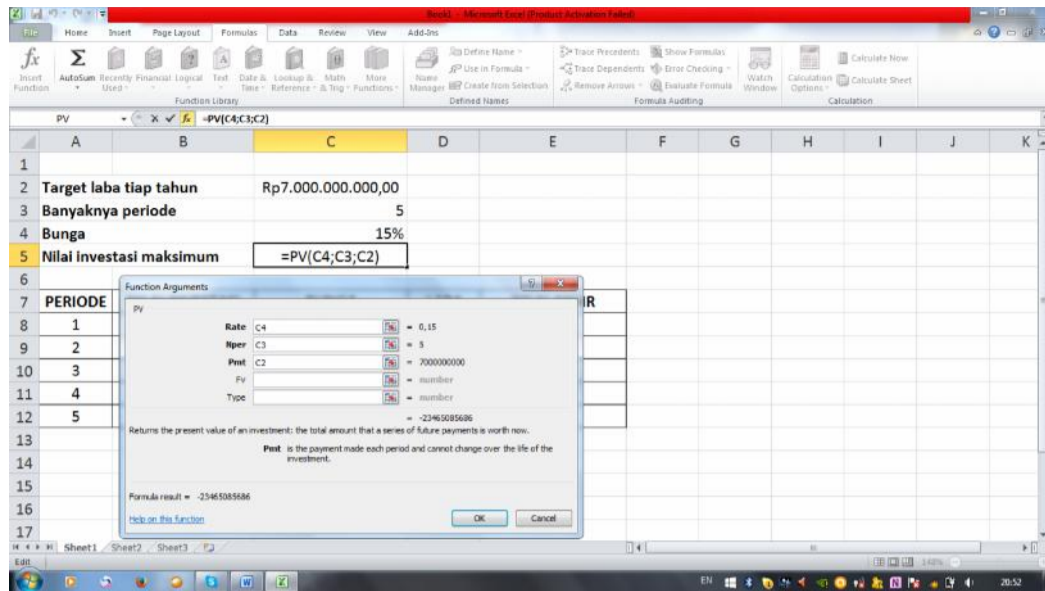 Book1 - Microsoft Excel (Product Activation Failed)
File Home Insert Page Layout Formulas Data Review View Add-Ins
Insert Function
AutoSum
Recently Used
Financial
Logical
Text
Date & Time
Lookup & Reference
Math & Trig
More Functions
Function Library
Name Manager
Define Name
Use in Formula
Create from Selection
Defined Names
Trace Precedents
Trace Dependents
Remove Arrows
Show Formulas
Error Checking
Evaluate Formula
Watch Window
Formula Auditing
Calculation Options
Calculate Now
Calculate Sheet
Calculation
PV =PV(C4;C3;C2)
A B C D E F G H I J K
1
2 Target laba tiap tahun Rp7.000.000.000,00
3 Banyaknya periode 5
4 Bunga 15%
5 Nilai investasi maksimum =PV(C4;C3;C2)
6
7 PERIODE IR
8 1
9 2
10 3
11 4
12 5
13
14
15
16
17
Function Arguments
PV
Rate C4 = 0,15
Nper C3 = 5
Pmt C2 = 7000000000
Fv = number
Type = number
= -23465085686
Returns the present value of an investment: the total amount that a series of future payments is worth now.
Pmt is the payment made each period and cannot change over the life of the
investment.
Formula result = -23465085686
Help on this function
OK Cancel
Sheet1 Sheet2 Sheet3
Edit 148%
EN 20:52